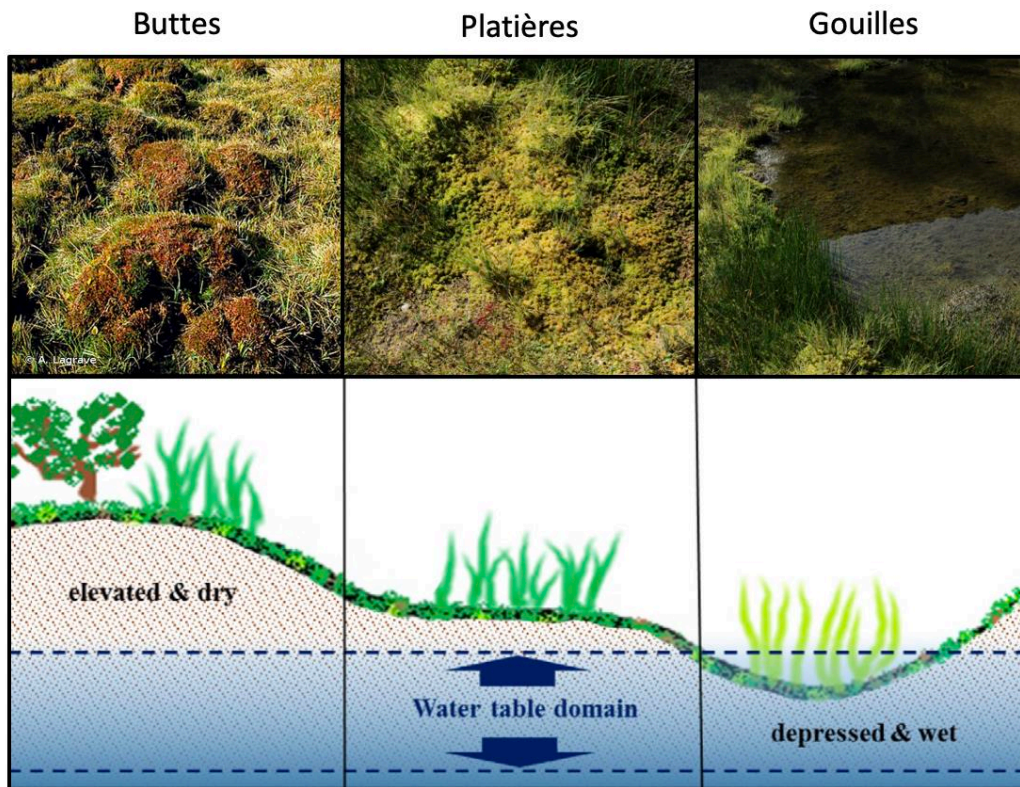 Buttes
Platières
Gouilles
© A. Lagrave
elevated & dry
Water table domain
depressed & wet